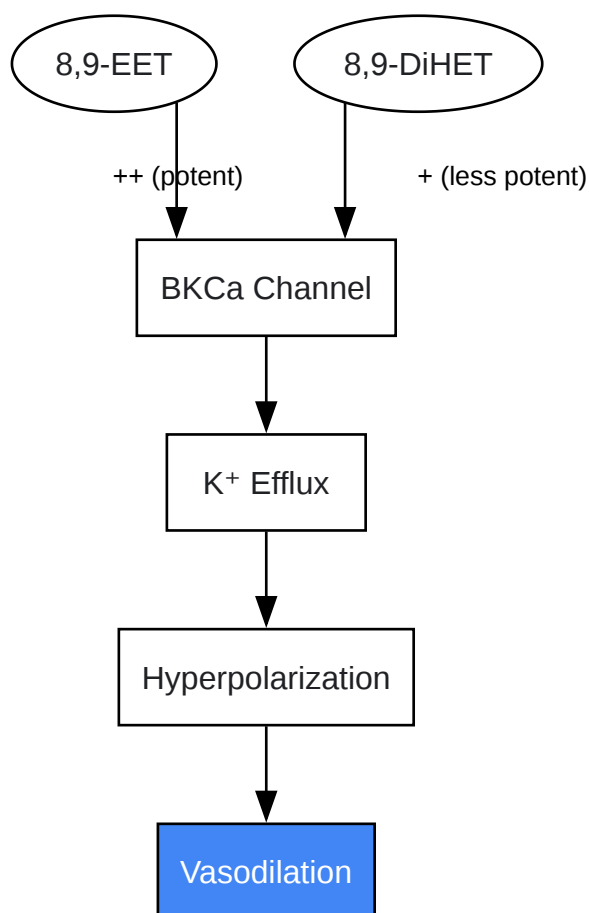 8,9-EET
8,9-DiHET
++ (potent)
+ (less potent)
BKCa Channel
K⁺ Efflux
Hyperpolarization
Vasodilation